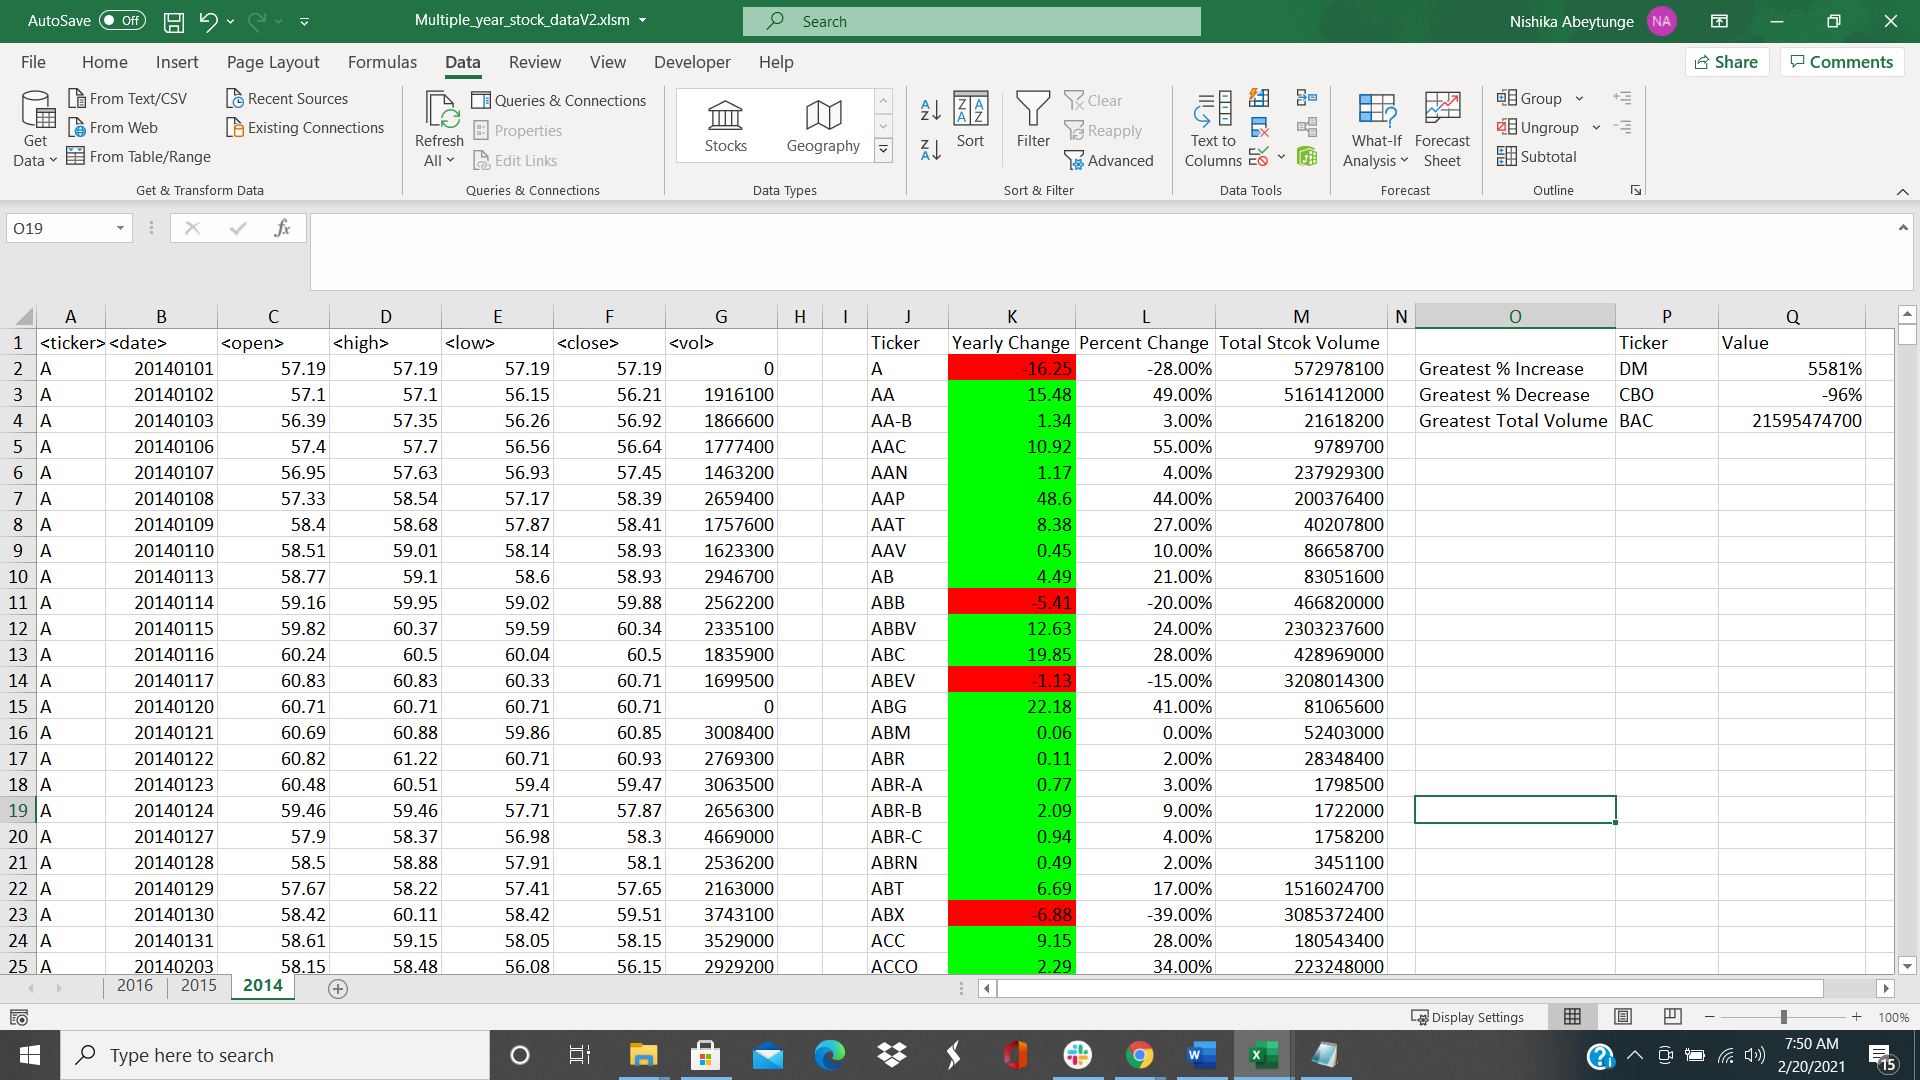 AutoSave Off Multiple_year_stock_dataV2.xlsm Search Nishika Abeytunge NA
File Home Insert Page Layout Formulas Data Review View Developer Help Share Comments
Get Data From Text/CSV From Web From Table/Range Recent Sources Existing Connections
Refresh All Queries & Connections Properties Edit Links
Stocks Geography
Sort Filter Clear Reapply Advanced
Text to Columns What-If Analysis Forecast Sheet
Group Ungroup Subtotal
Get & Transform Data Queries & Connections Data Types Sort & Filter Data Tools Forecast Outline
O19 fx
A B C D E F G H I J K L M N O P Q
1 <ticker> <date> <open> <high> <low> <close> <vol> Ticker Yearly Change Percent Change Total Stcok Volume Ticker Value
2 A 20140101 57.19 57.19 57.19 57.19 0 A -16.25 -28.00% 572978100 Greatest % Increase DM 5581%
3 A 20140102 57.1 57.1 56.15 56.21 1916100 AA 15.48 49.00% 5161412000 Greatest % Decrease CBO -96%
4 A 20140103 56.39 57.35 56.26 56.92 1866600 AA-B 1.34 3.00% 21618200 Greatest Total Volume BAC 21595474700
5 A 20140106 57.4 57.7 56.56 56.64 1777400 AAC 10.92 55.00% 9789700
6 A 20140107 56.95 57.63 56.93 57.45 1463200 AAN 1.17 4.00% 237929300
7 A 20140108 57.33 58.54 57.17 58.39 2659400 AAP 48.6 44.00% 200376400
8 A 20140109 58.4 58.68 57.87 58.41 1757600 AAT 8.38 27.00% 40207800
9 A 20140110 58.51 59.01 58.14 58.93 1623300 AAV 0.45 10.00% 86658700
10 A 20140113 58.77 59.1 58.6 58.93 2946700 AB 4.49 21.00% 83051600
11 A 20140114 59.16 59.95 59.02 59.88 2562200 ABB -5.41 -20.00% 466820000
12 A 20140115 59.82 60.37 59.59 60.34 2335100 ABBV 12.63 24.00% 2303237600
13 A 20140116 60.24 60.5 60.04 60.5 1835900 ABC 19.85 28.00% 428969000
14 A 20140117 60.83 60.83 60.33 60.71 1699500 ABEV -1.13 -15.00% 3208014300
15 A 20140120 60.71 60.71 60.71 60.71 0 ABG 22.18 41.00% 81065600
16 A 20140121 60.69 60.88 59.86 60.85 3008400 ABM 0.06 0.00% 52403000
17 A 20140122 60.82 61.22 60.71 60.93 2769300 ABR 0.11 2.00% 28348400
18 A 20140123 60.48 60.51 59.4 59.47 3063500 ABR-A 0.77 3.00% 1798500
19 A 20140124 59.46 59.46 57.71 57.87 2656300 ABR-B 2.09 9.00% 1722000
20 A 20140127 57.9 58.37 56.98 58.3 4669000 ABR-C 0.94 4.00% 1758200
21 A 20140128 58.5 58.88 57.91 58.1 2536200 ABRN 0.49 2.00% 3451100
22 A 20140129 57.67 58.22 57.41 57.65 2163000 ABT 6.69 17.00% 1516024700
23 A 20140130 58.42 60.11 58.42 59.51 3743100 ABX -6.88 -39.00% 3085372400
24 A 20140131 58.61 59.15 58.05 58.15 3529000 ACC 9.15 28.00% 180543400
25 A 20140203 58.15 58.48 56.08 56.15 2929200 ACCO 2.29 34.00% 223248000
2016 2015 2014
Display Settings 100%
Type here to search 7:50 AM
2/20/2021 15